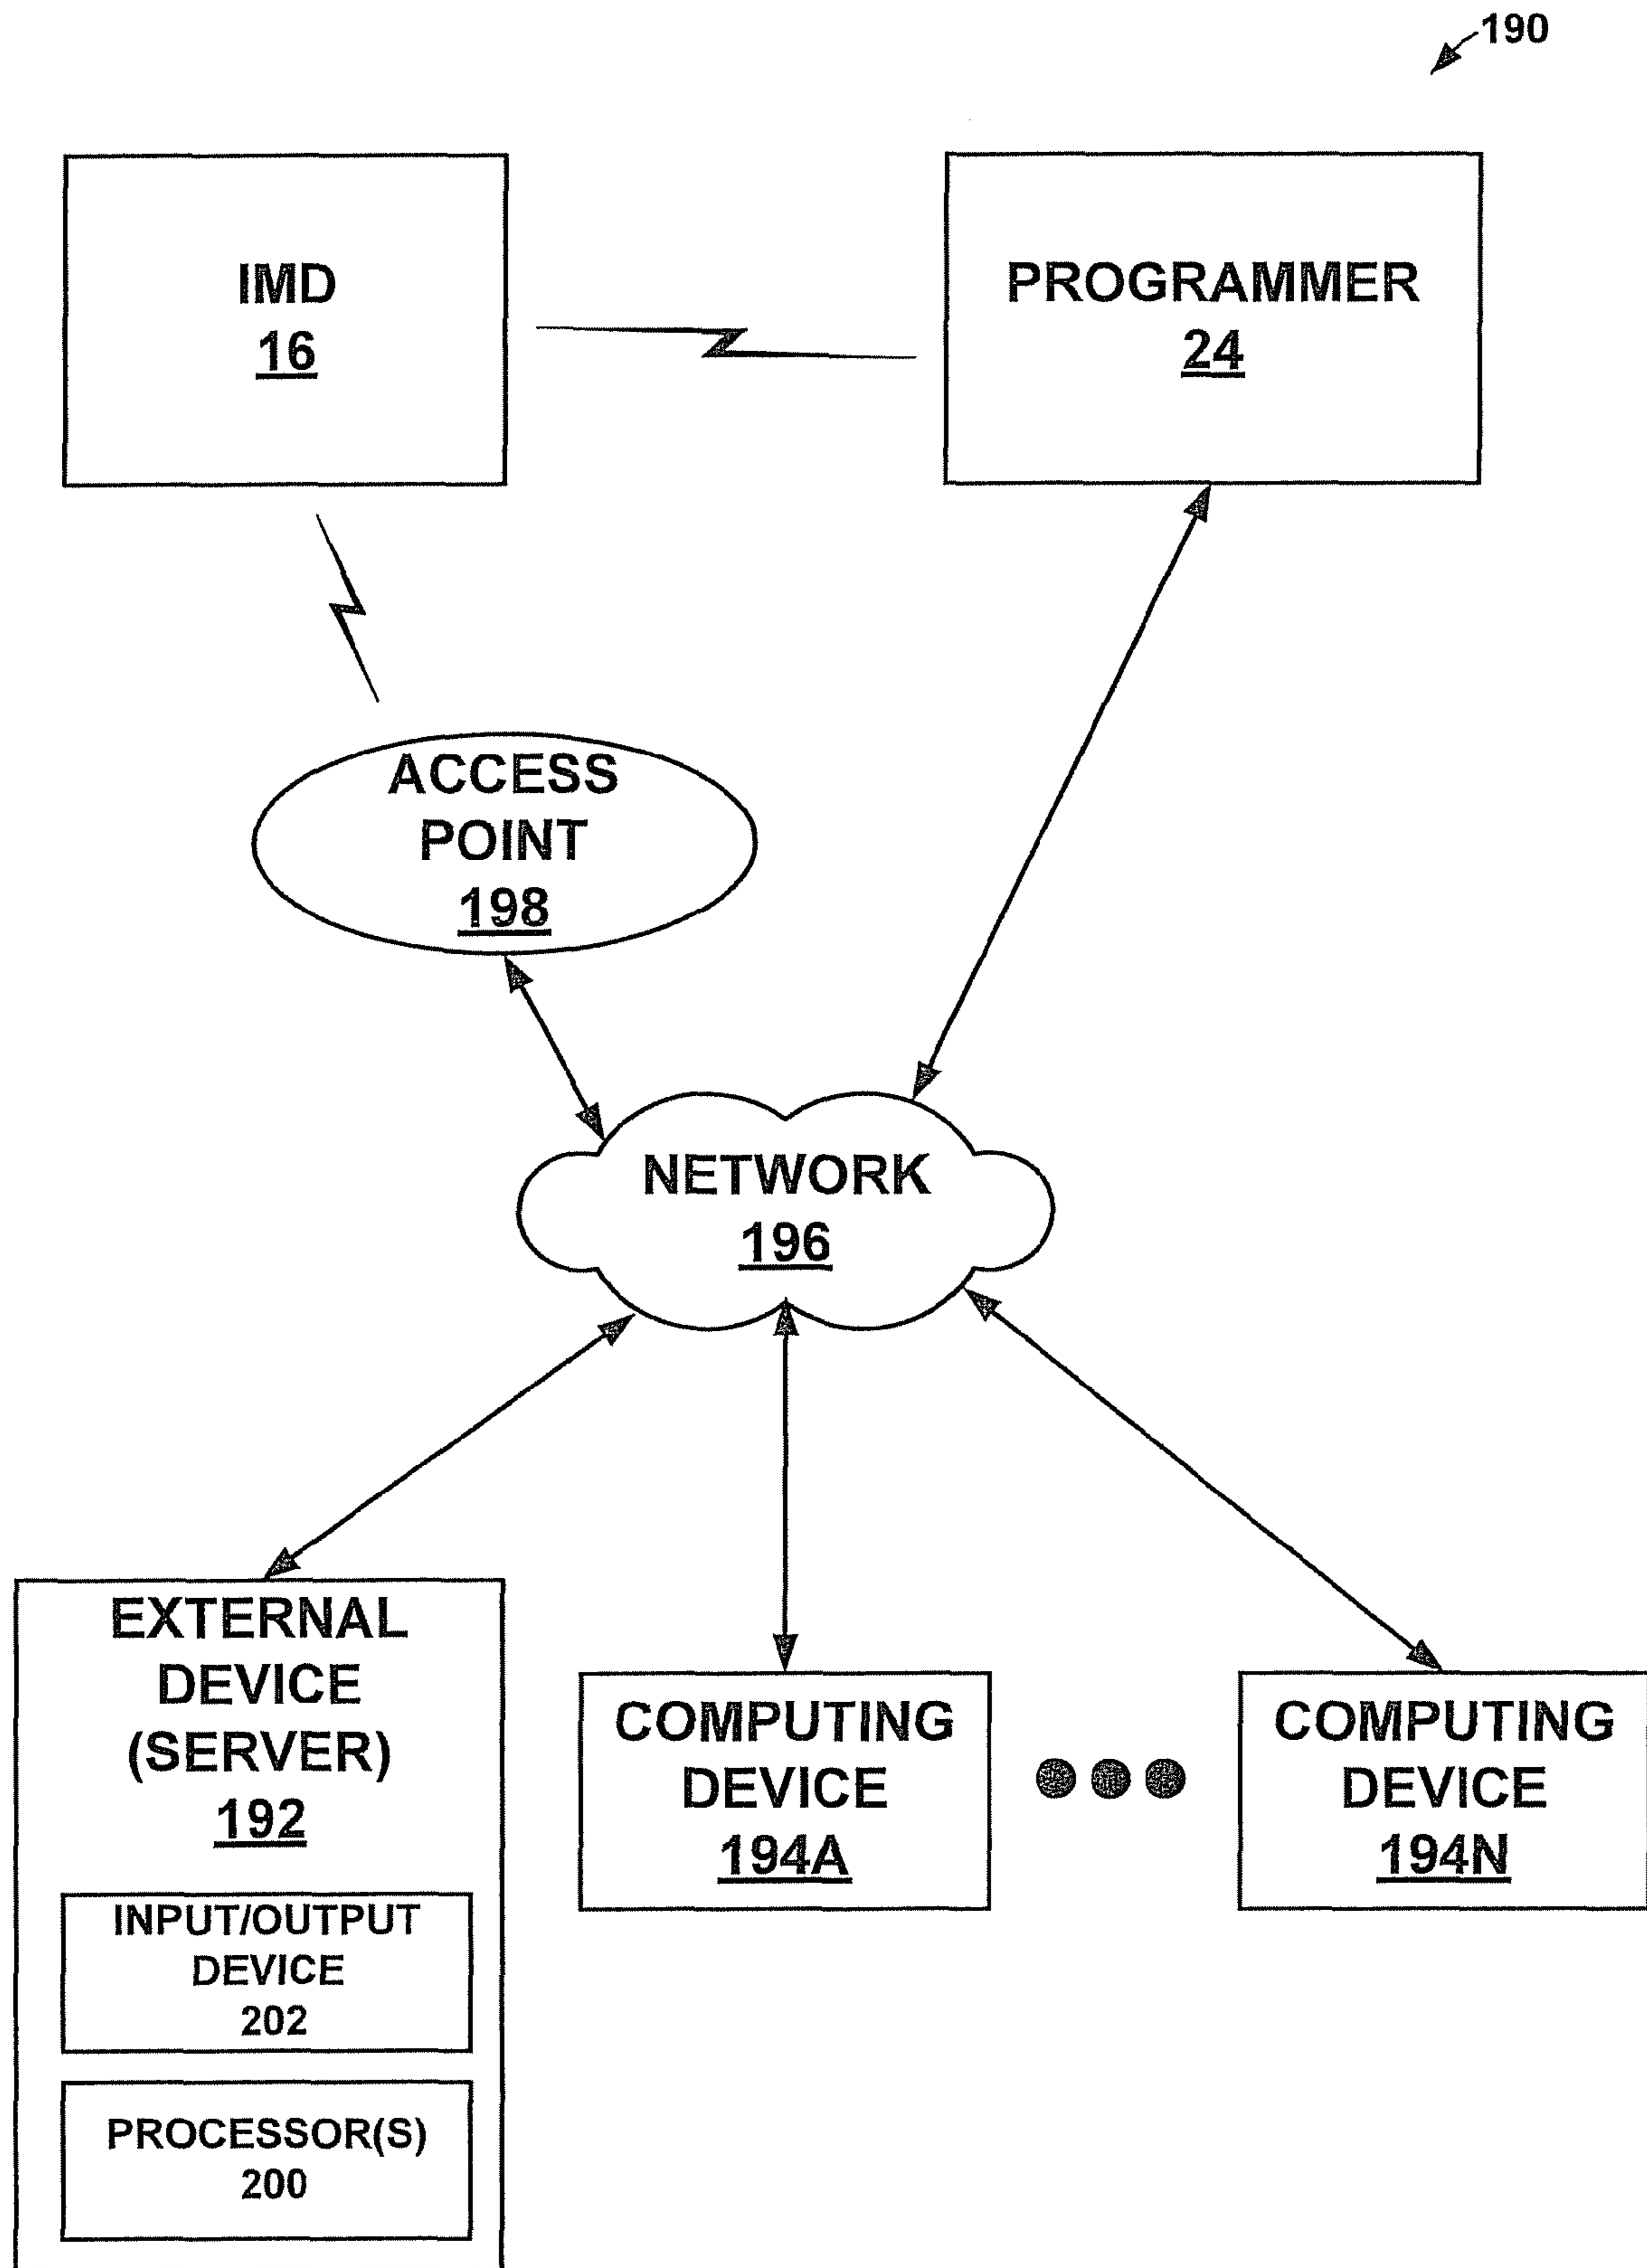 190
IMD
16
PROGRAMMER
24
ACCESS
POINT
198
NETWORK
196
EXTERNAL
DEVICE
(SERVER)
192
INPUT/OUTPUT
DEVICE
202
PROCESSOR(S)
200
COMPUTING
DEVICE
194A
COMPUTING
DEVICE
194N